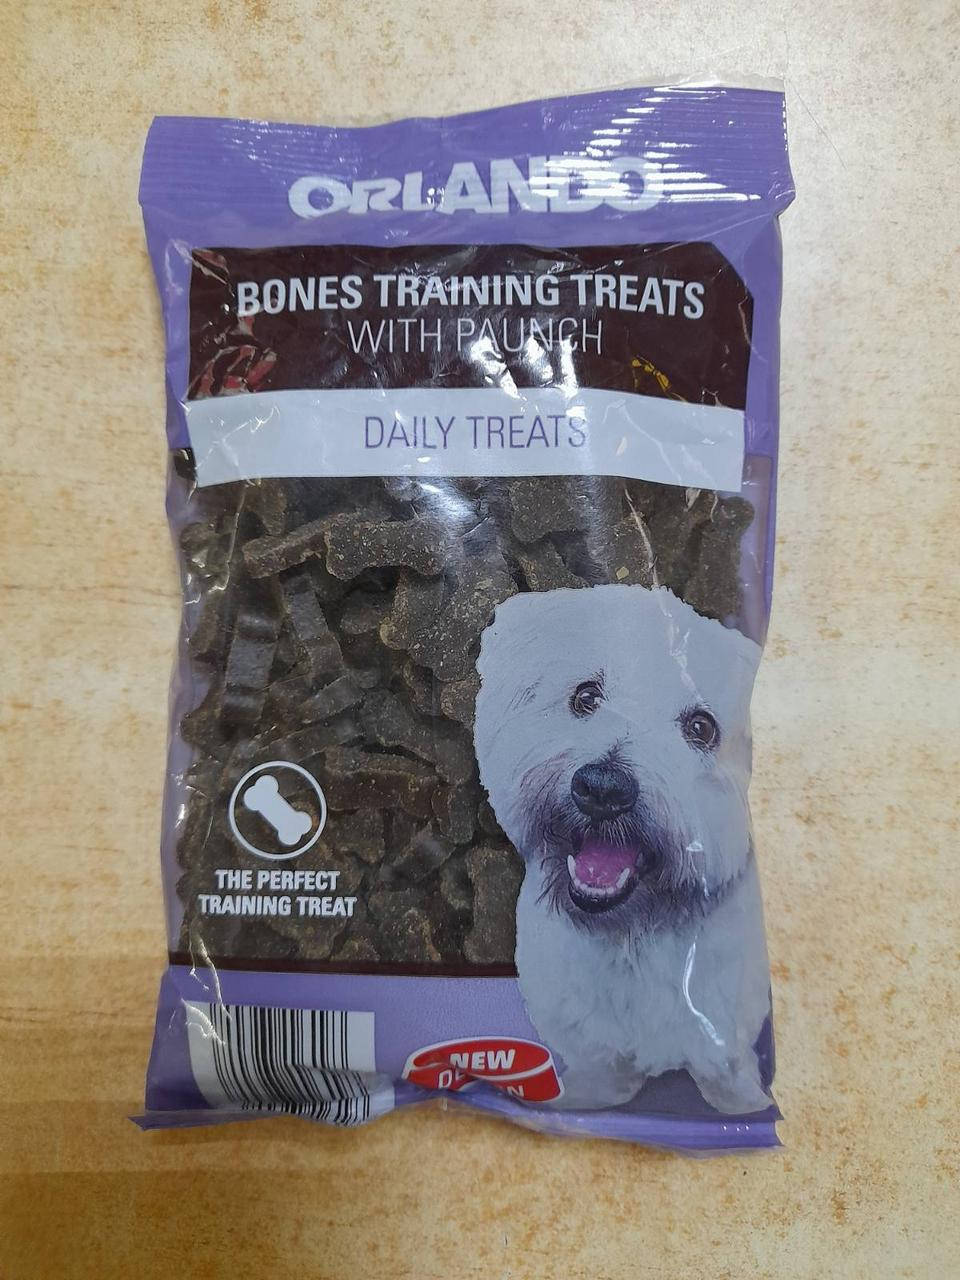 ORLANDO
BONES TRAINING TREATS
WITH PAUNCH
DAILY TREATS
THE PERFECT
TRAINING TREAT
NEW